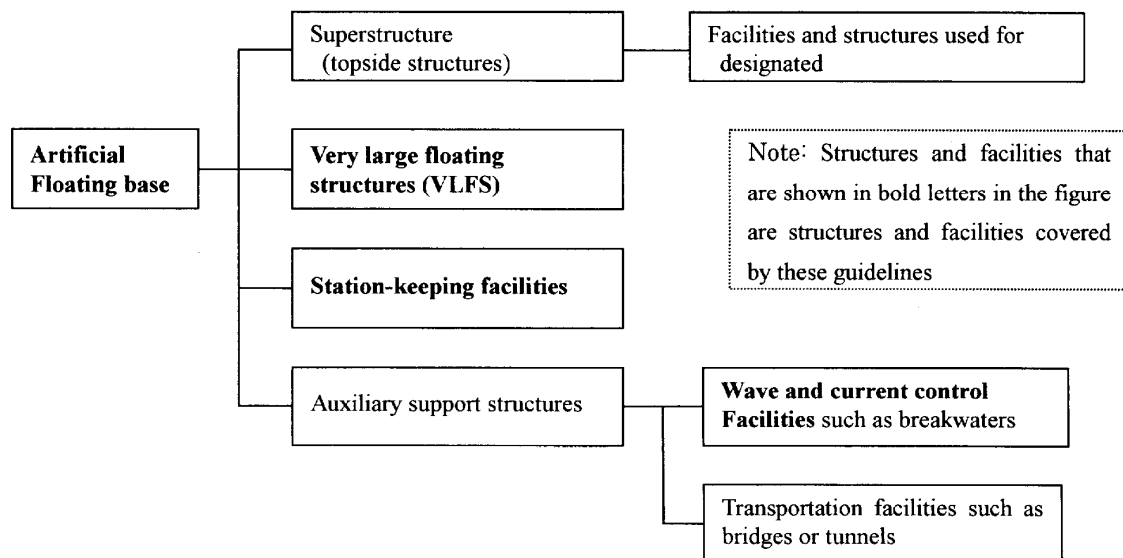 Superstructure
(topside structures)
Facilities and structures used for
designated
Artificial
Floating base
Very large floating
structures (VLFS)
Note: Structures and facilities that
are shown in bold letters in the figure
are structures and facilities covered
by these guidelines
Station-keeping facilities
Auxiliary support structures
Wave and current control
Facilities such as breakwaters
Transportation facilities such as
bridges or tunnels